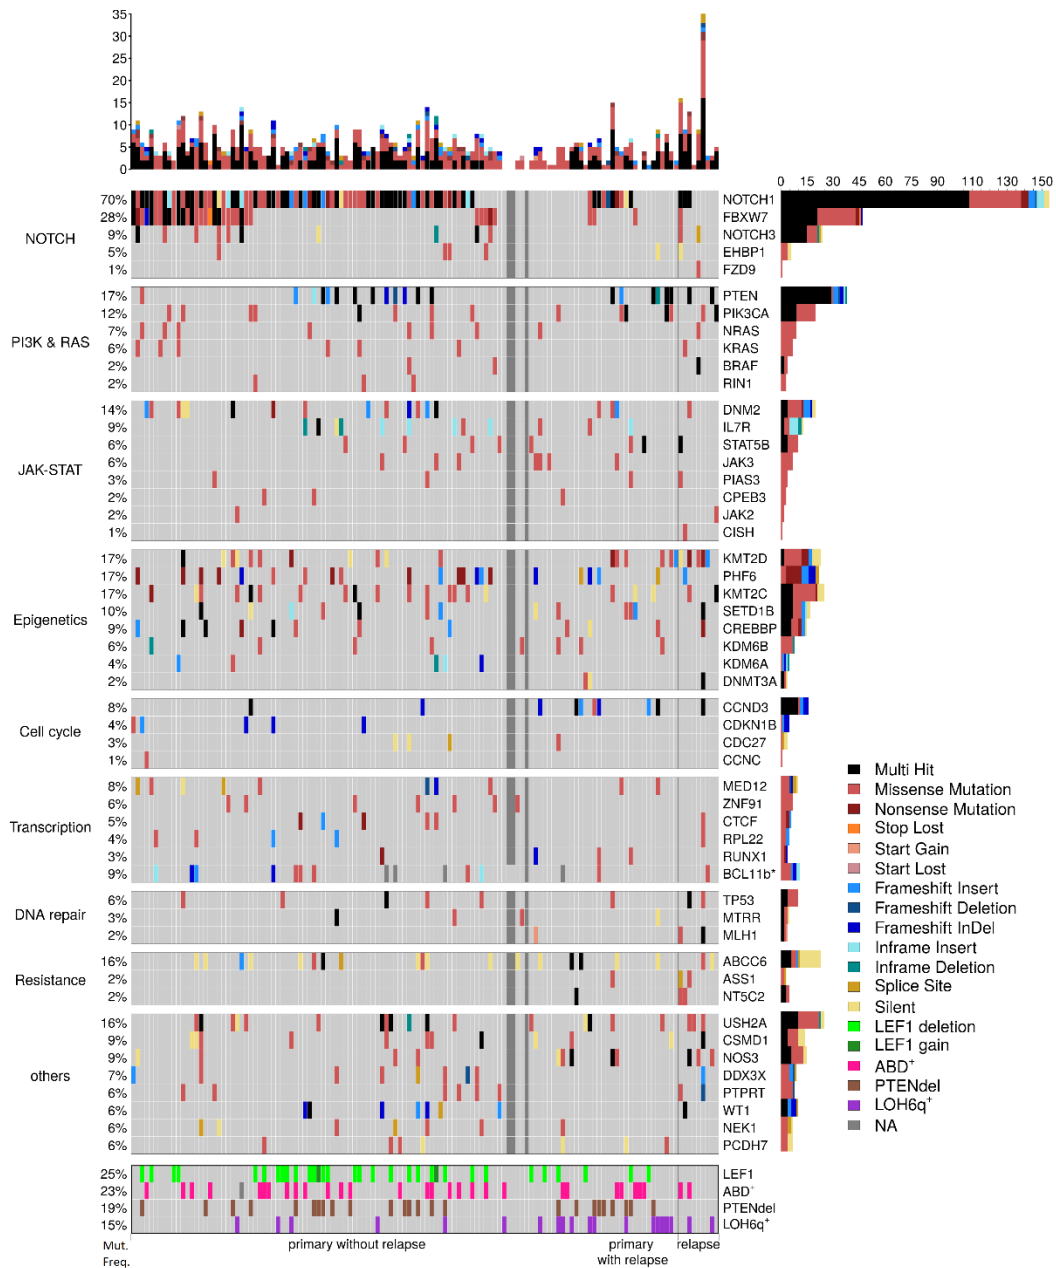 35
30
25
20
15
10
5
0
0 15 30 45 60 75 90 110 130 150
NOTCH
70% NOTCH1
28% FBXW7
9% NOTCH3
5% EHBP1
1% FZD9
PI3K & RAS
17% PTEN
12% PIK3CA
7% NRAS
6% KRAS
2% BRAF
2% RIN1
JAK-STAT
14% DNM2
9% IL7R
6% STAT5B
6% JAK3
3% PIAS3
2% CPEB3
2% JAK2
1% CISH
Epigenetics
17% KMT2D
17% PHF6
17% KMT2C
10% SETD1B
9% CREBBP
6% KDM6B
4% KDM6A
2% DNMT3A
Cell cycle
8% CCND3
4% CDKN1B
3% CDC27
1% CCNC
Transcription
8% MED12
6% ZNF91
5% CTCF
4% RPL22
3% RUNX1
9% BCL11b*
DNA repair
6% TP53
3% MTRR
2% MLH1
Resistance
16% ABCC6
2% ASS1
2% NT5C2
others
16% USH2A
9% CSMD1
9% NOS3
7% DDX3X
6% PTPRT
6% WT1
6% NEK1
6% PCDH7
25% LEF1
23% ABD⁺
19% PTENdel
15% LOH6q⁺
Mut.
Freq.
primary without relapse
primary
with relapse
relapse
Multi Hit
Missense Mutation
Nonsense Mutation
Stop Lost
Start Gain
Start Lost
Frameshift Insert
Frameshift Deletion
Frameshift InDel
Inframe Insert
Inframe Deletion
Splice Site
Silent
LEF1 deletion
LEF1 gain
ABD⁺
PTENdel
LOH6q⁺
NA